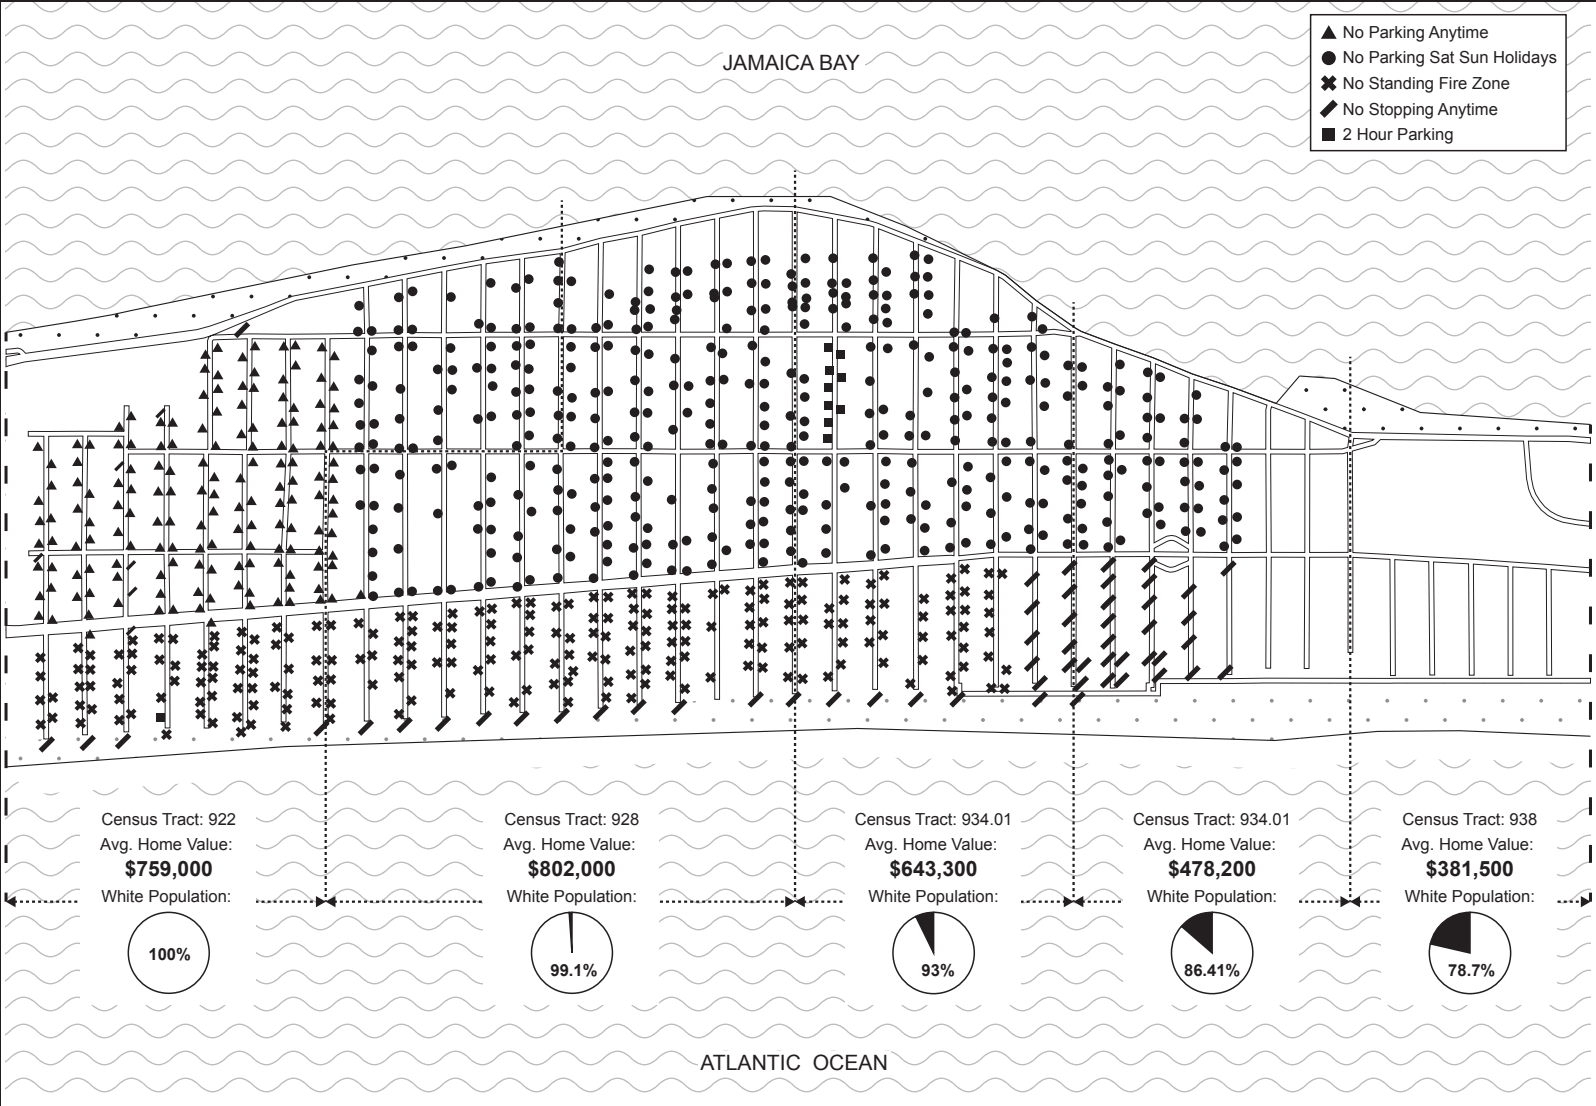 JAMAICA BAY
No Parking Anytime
No Parking Sat Sun Holidays
No Standing Fire Zone
No Stopping Anytime
2 Hour Parking
Census Tract: 922
Avg. Home Value:
$759,000
White Population:
100%
Census Tract: 928
Avg. Home Value:
$802,000
White Population:
99.1%
Census Tract: 934.01
Avg. Home Value:
$643,300
White Population:
93%
Census Tract: 934.01
Avg. Home Value:
$478,200
White Population:
86.41%
Census Tract: 938
Avg. Home Value:
$381,500
White Population:
78.7%
ATLANTIC OCEAN